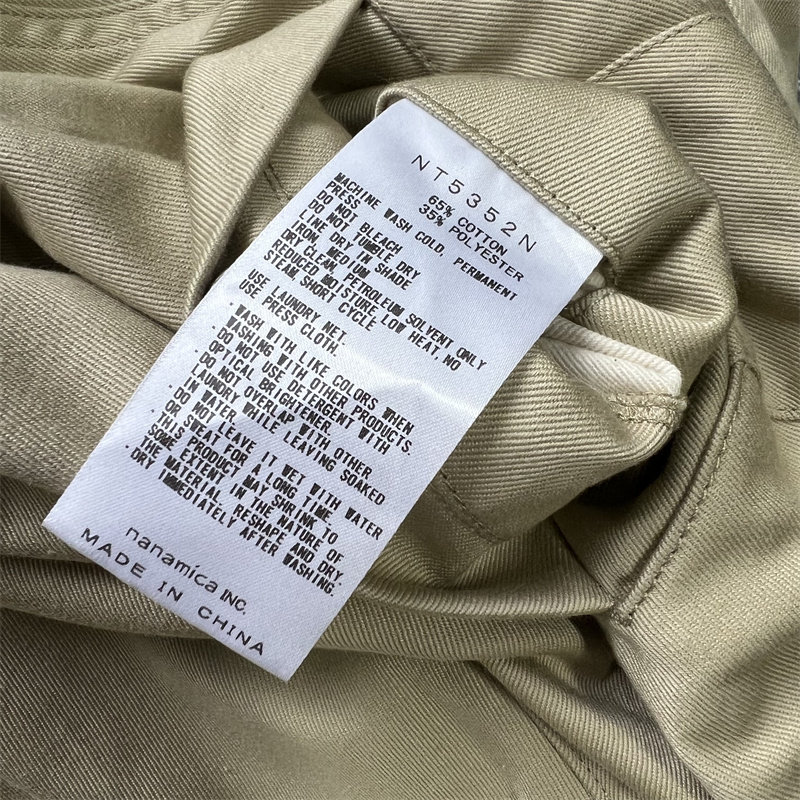 NT5352N
65% COTTON
35% POLYESTER
MACHINE WASH COLD, PERMANENT
PRESS
DO NOT BLEACH
DO NOT TUMBLE DRY
LINE DRY IN SHADE
IRON, MEDIUM
DRY CLEAN, PETROLEUM SOLVENT ONLY
REDUCED MOISTURE LOW HEAT, NO
STEAM SHORT CYCLE
USE LAUNDRY NET.
USE PRESS CLOTH.
· WASH WITH LIKE COLORS WHEN
WASHING WITH OTHER PRODUCTS.
· DO NOT USE DETERGENT WITH
OPTICAL BRIGHTENER.
· DO NOT OVERLAP WITH OTHER
LAUNDRY WHILE LEAVING SOAKED
IN WATER.
· DO NOT LEAVE IT WET WITH WATER
OR SWEAT FOR A LONG TIME.
· THIS PRODUCT MAY SHRINK TO
SOME EXTENT IN THE NATURE OF
THE MATERIAL. RESHAPE AND DRY.
· DRY IMMEDIATELY AFTER WASHING.
nanamica INC.
MADE IN CHINA